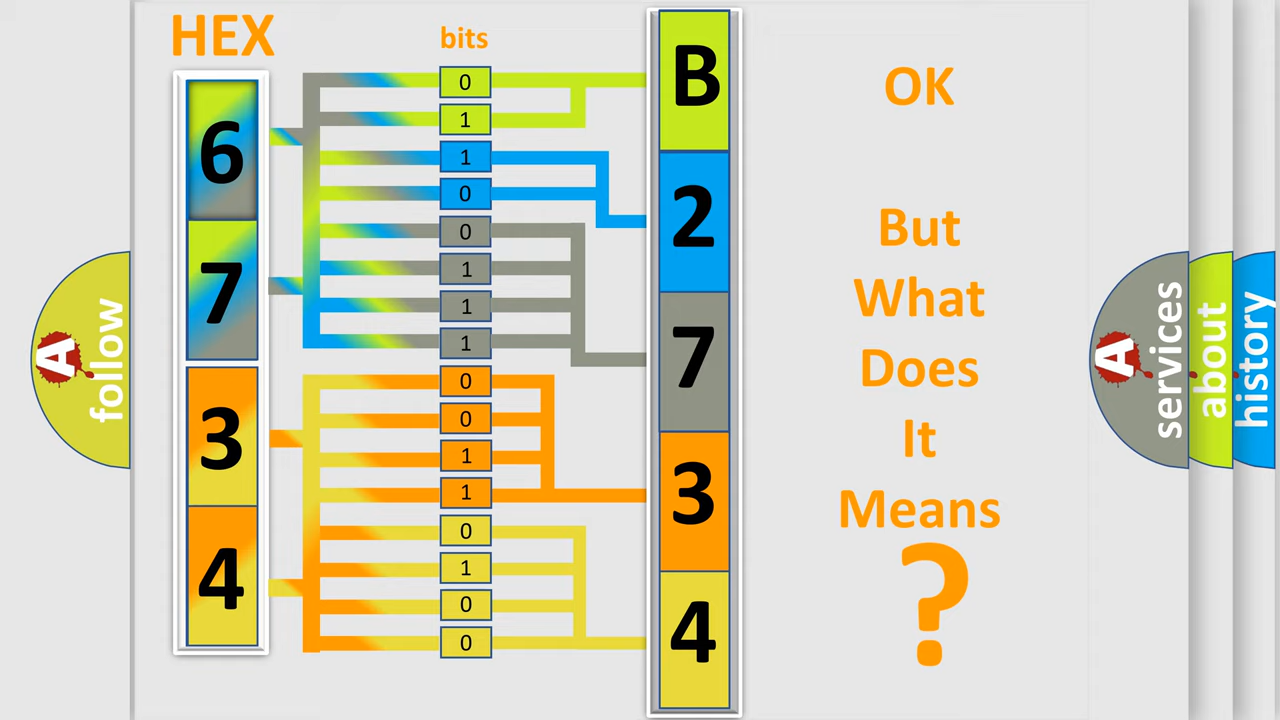 HEX
bits
6
7
3
4
0
1
1
0
0
1
1
1
0
0
1
1
0
1
0
0
B
2
7
3
4
OK
But
What
Does
It
Means
?
A
follow
A
services
about
history